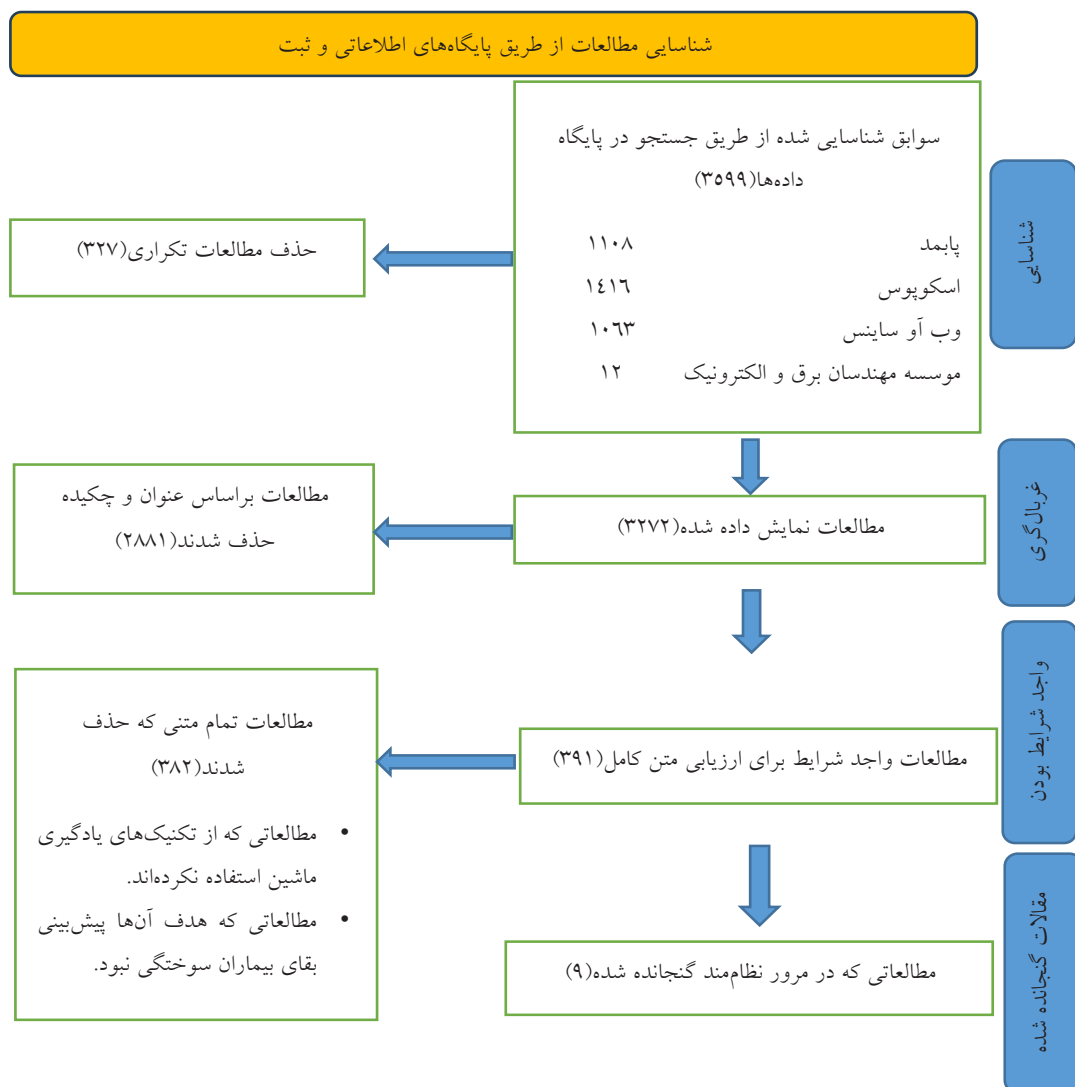 شناسایی مطالعات از طریق پایگاه‌های اطلاعاتی و ثبت
شناسایی
سوابق شناسایی شده از طریق جستجو در پایگاه
داده‌ها(۳٥۹۹)
پابمد ۱۱۰۸
اسکوپوس ۱٤۱٦
وب آو ساینس ۱۰٦۳
موسسه مهندسان برق و الکترونیک ۱۲
حذف مطالعات تکراری(۳۲۷)
غربال‌گری
مطالعات نمایش داده شده(۳۲۷۲)
مطالعات براساس عنوان و چکیده
حذف شدند(۲۸۸۱)
واجد شرایط بودن
مطالعات واجد شرایط برای ارزیابی متن کامل(۳۹۱)
مطالعات تمام متنی که حذف
شدند(۳۸۲)
• مطالعاتی که از تکنیک‌های یادگیری
ماشین استفاده نکرده‌اند.
• مطالعاتی که هدف آن‌ها پیش‌بینی
بقای بیماران سوختگی نبود.
مقالات گنجانده شده
مطالعاتی که در مرور نظام‌مند گنجانده شده(۹)